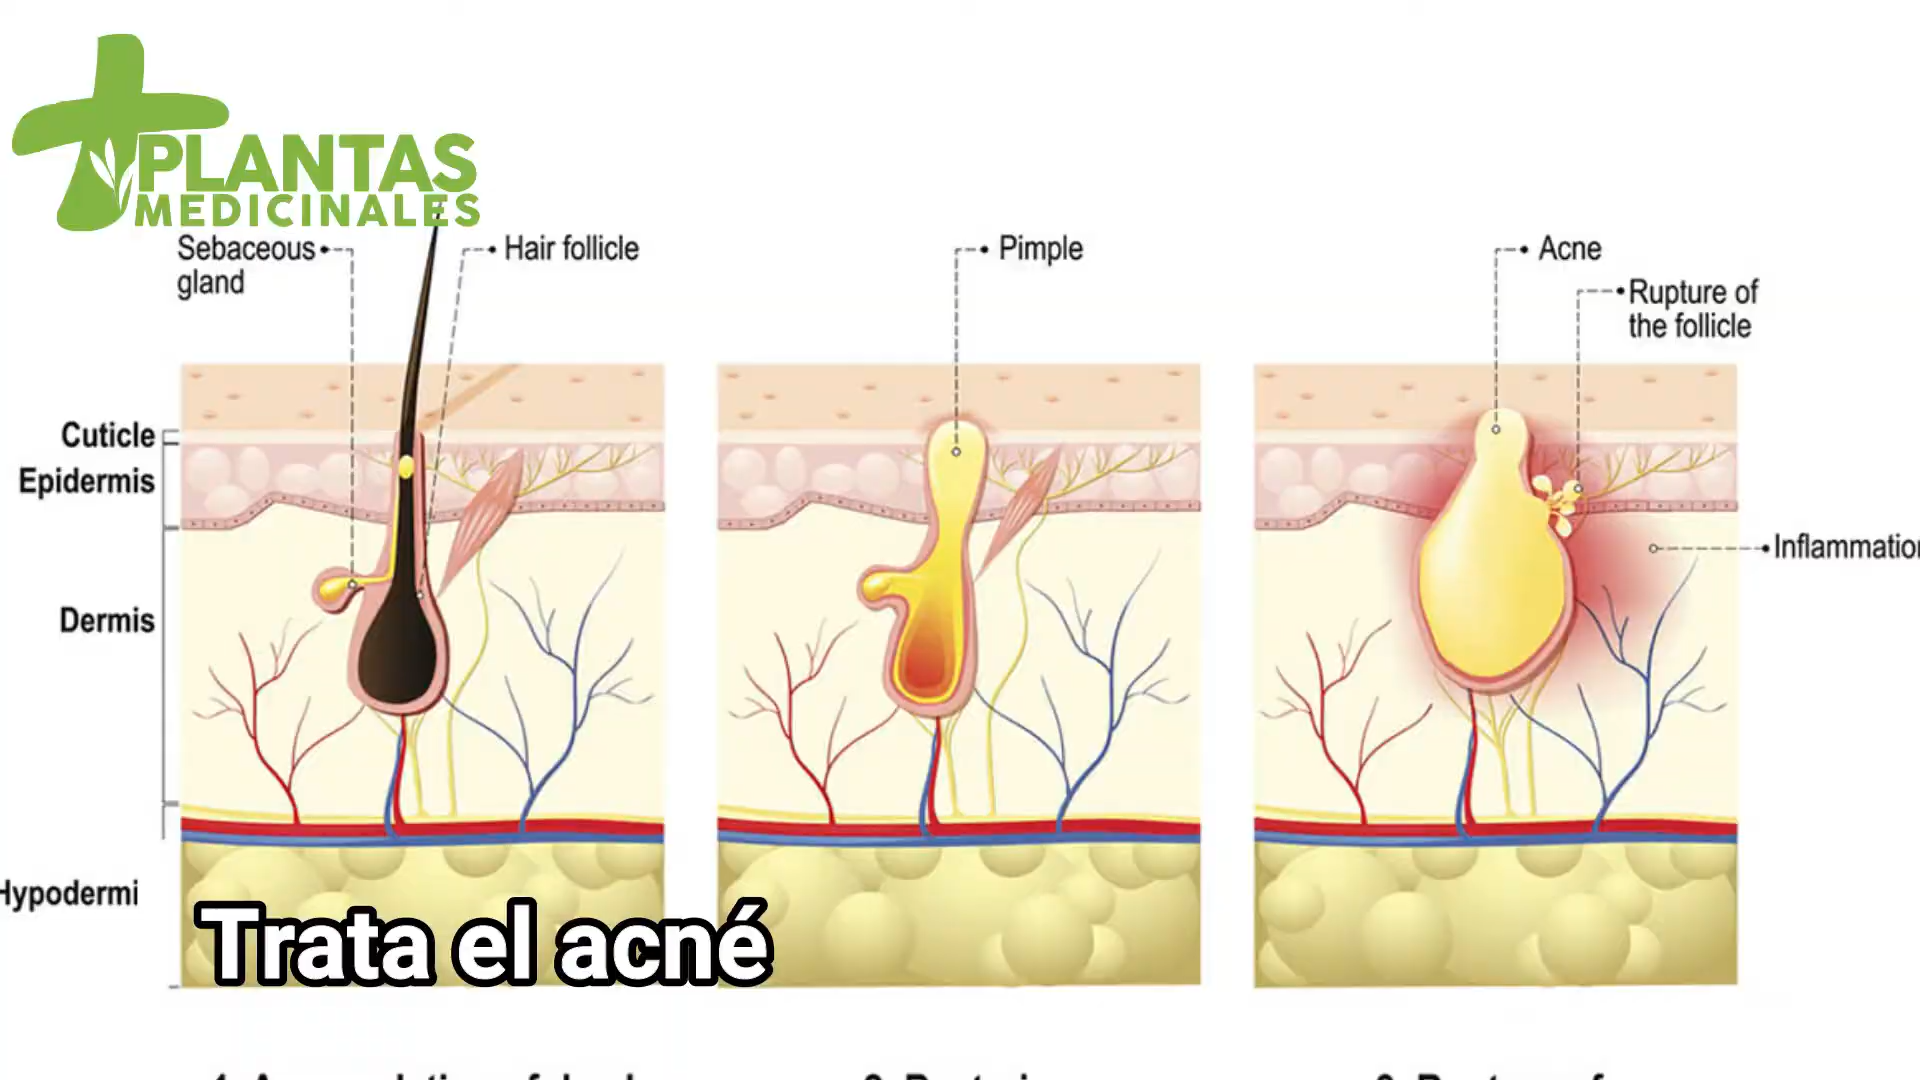 PLANTAS
MEDICINALES
Sebaceous
gland
Hair follicle
Pimple
Acne
Rupture of
the follicle
Cuticle
Epidermis
Dermis
Inflammation
Hypodermi
Trata el acné